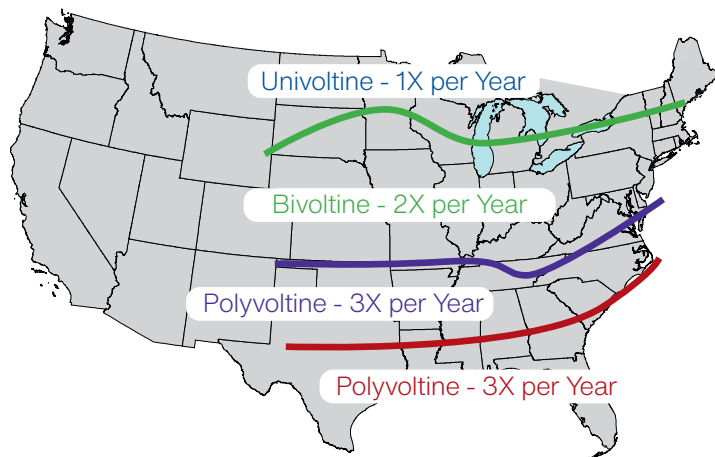 Univoltine - 1X per Year
Bivoltine - 2X per Year
Polyvoltine - 3X per Year
Polyvoltine - 3X per Year